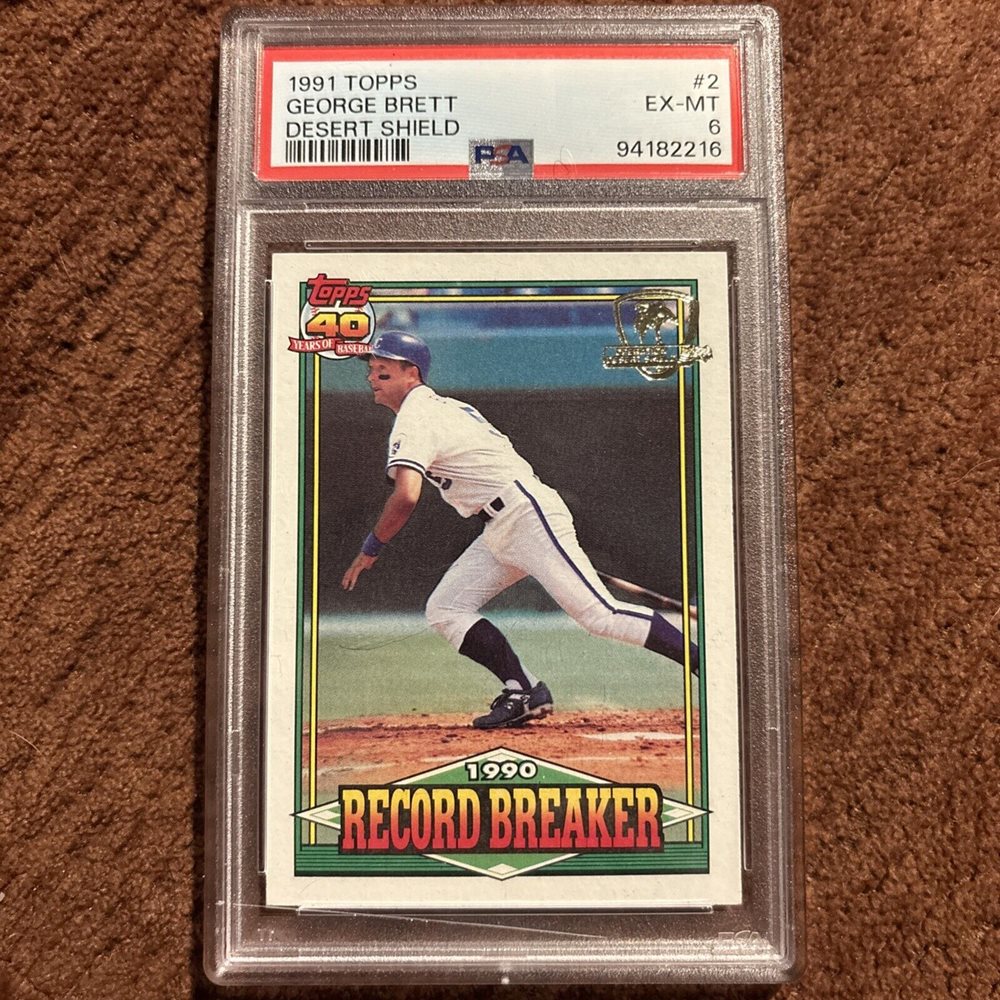 1991 TOPPS #2
GEORGE BRETT EX-MT
DESERT SHIELD 6
PSA 94182216
Topps
40
YEARS OF BASEBALL
1990
RECORD BREAKER